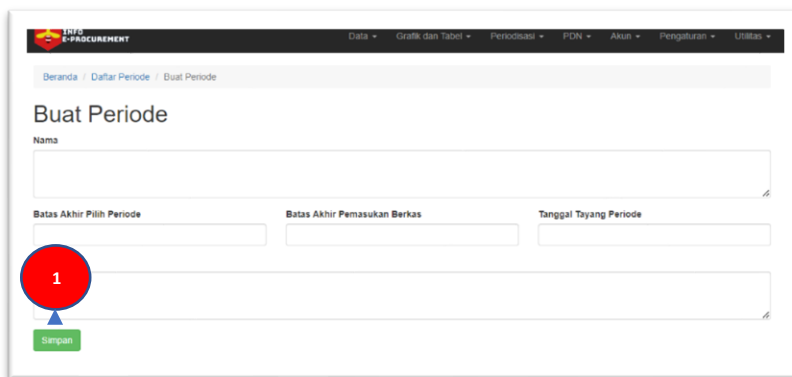 INFO
E-PROCUREMENT
Data Grafik dan Tabel Periodisasi PDN Akun Pengaturan Utilitas
Beranda / Daftar Periode / Buat Periode
Buat Periode
Nama
Batas Akhir Pilih Periode Batas Akhir Pemasukan Berkas Tanggal Tayang Periode
1
Simpan